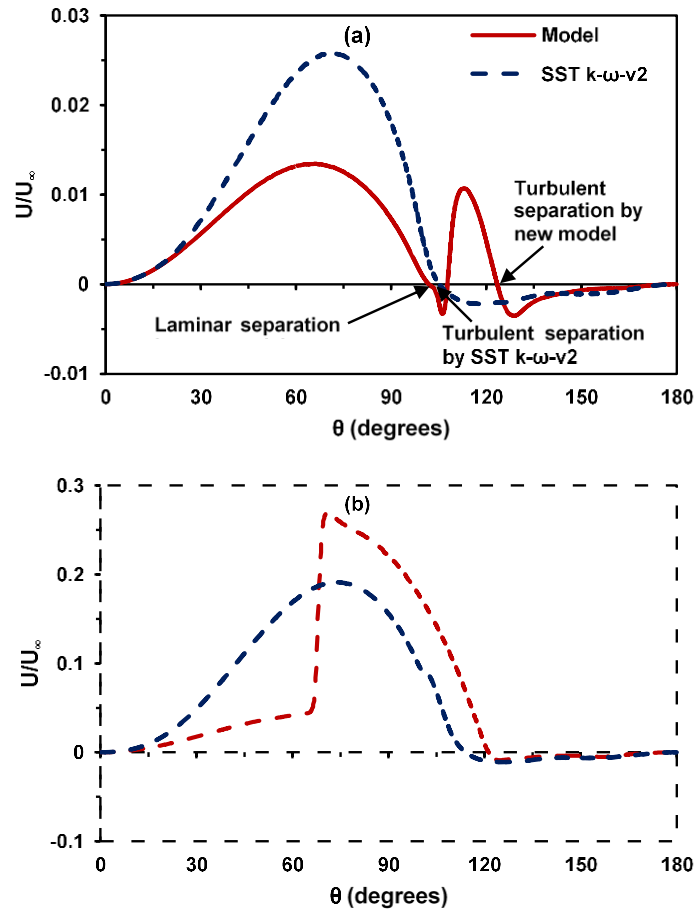 (a)
Model
SST k-ω-v2
0.03
0.02
0.01
0
-0.01
U/U∞
Turbulent
separation by
new model
Laminar separation
Turbulent separation
by SST k-ω-v2
0 30 60 90 120 150 180
θ (degrees)
(b)
0.3
0.2
0.1
0
-0.1
U/U∞
0 30 60 90 120 150 180
θ (degrees)